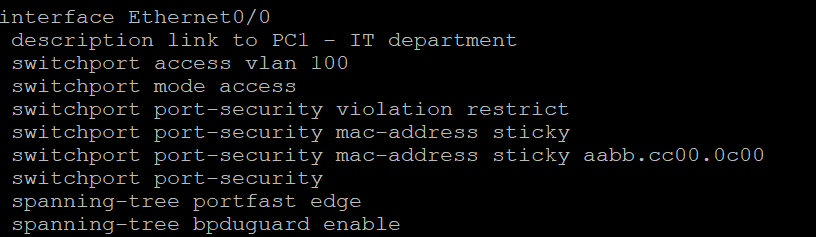 interface Ethernet0/0
description link to PC1 - IT department
switchport access vlan 100
switchport mode access
switchport port-security violation restrict
switchport port-security mac-address sticky
switchport port-security mac-address sticky aabb.cc00.0c00
switchport port-security
spanning-tree portfast edge
spanning-tree bpduguard enable